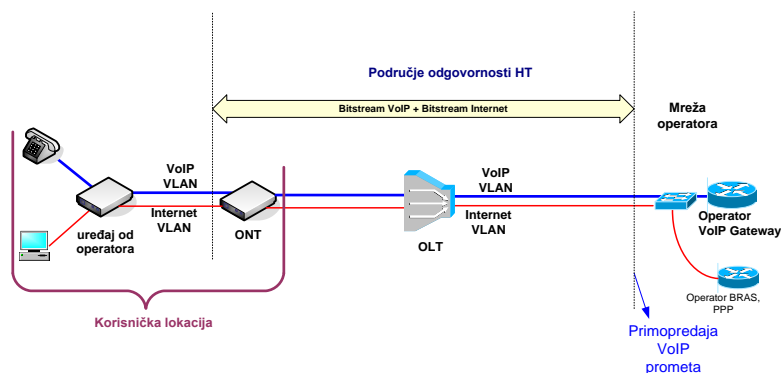 Područje odgovornosti HT
Bitstream VoIP + Bitstream Internet
Mreža
operatora
VoIP
VLAN
Internet
VLAN
uređaj od
operatora
ONT
VoIP
VLAN
Internet
VLAN
OLT
Operator
VoIP Gateway
Operator BRAS,
PPP
Korisnička lokacija
Primopredaja
VoIP
prometa